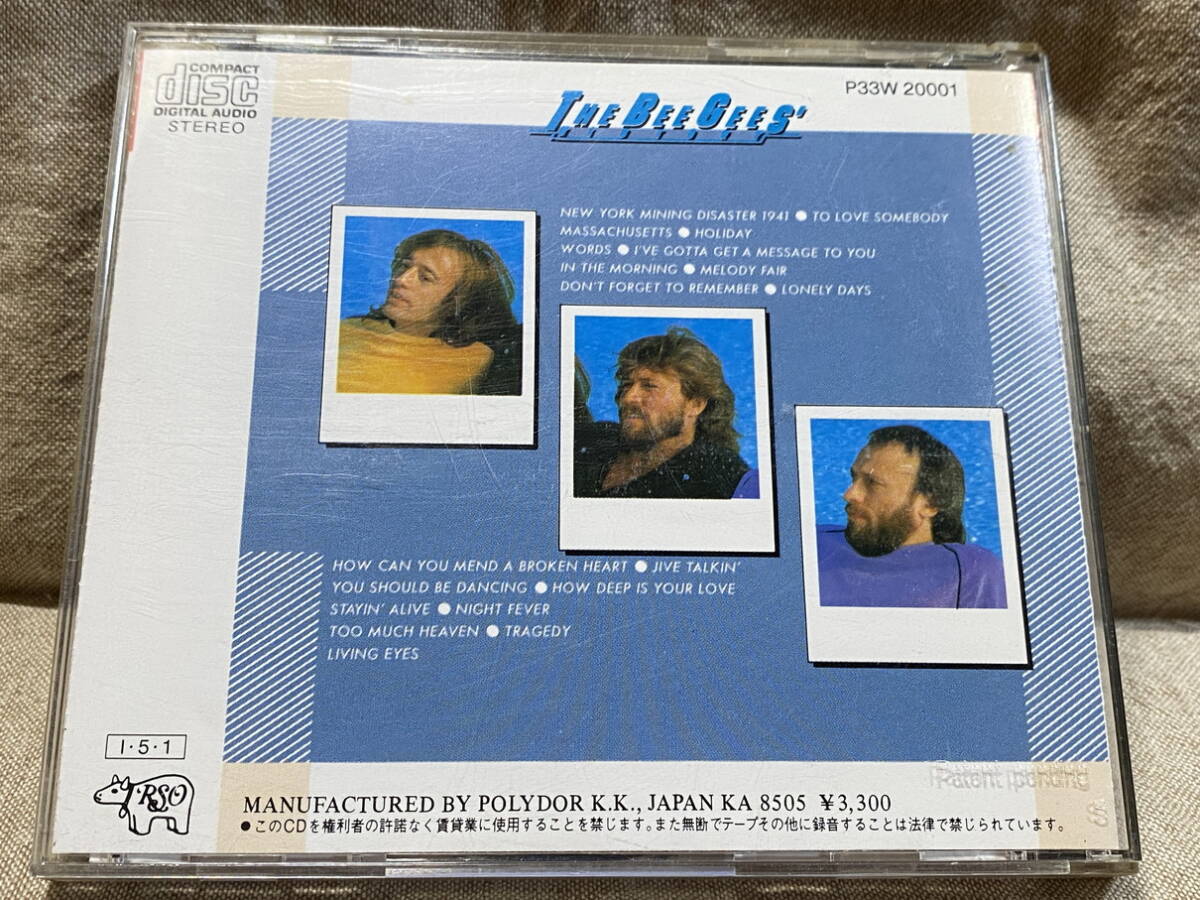 COMPACT
disc
DIGITAL AUDIO
STEREO
P33W 20001
THE BEE GEES'
NEW YORK MINING DISASTER 1941 ● TO LOVE SOMEBODY
MASSACHUSETTS ● HOLIDAY
WORDS ● I'VE GOTTA GET A MESSAGE TO YOU
IN THE MORNING ● MELODY FAIR
DON'T FORGET TO REMEMBER ● LONELY DAYS
HOW CAN YOU MEND A BROKEN HEART ● JIVE TALKIN'
YOU SHOULD BE DANCING ● HOW DEEP IS YOUR LOVE
STAYIN' ALIVE ● NIGHT FEVER
TOO MUCH HEAVEN ● TRAGEDY
LIVING EYES
I・5・1
RSO
Patent pending
MANUFACTURED BY POLYDOR K.K., JAPAN KA 8505 ¥3,300
●このCDを権利者の許諾なく賃貸業に使用することを禁じます。また無断でテープその他に録音することは法律で禁じられています。